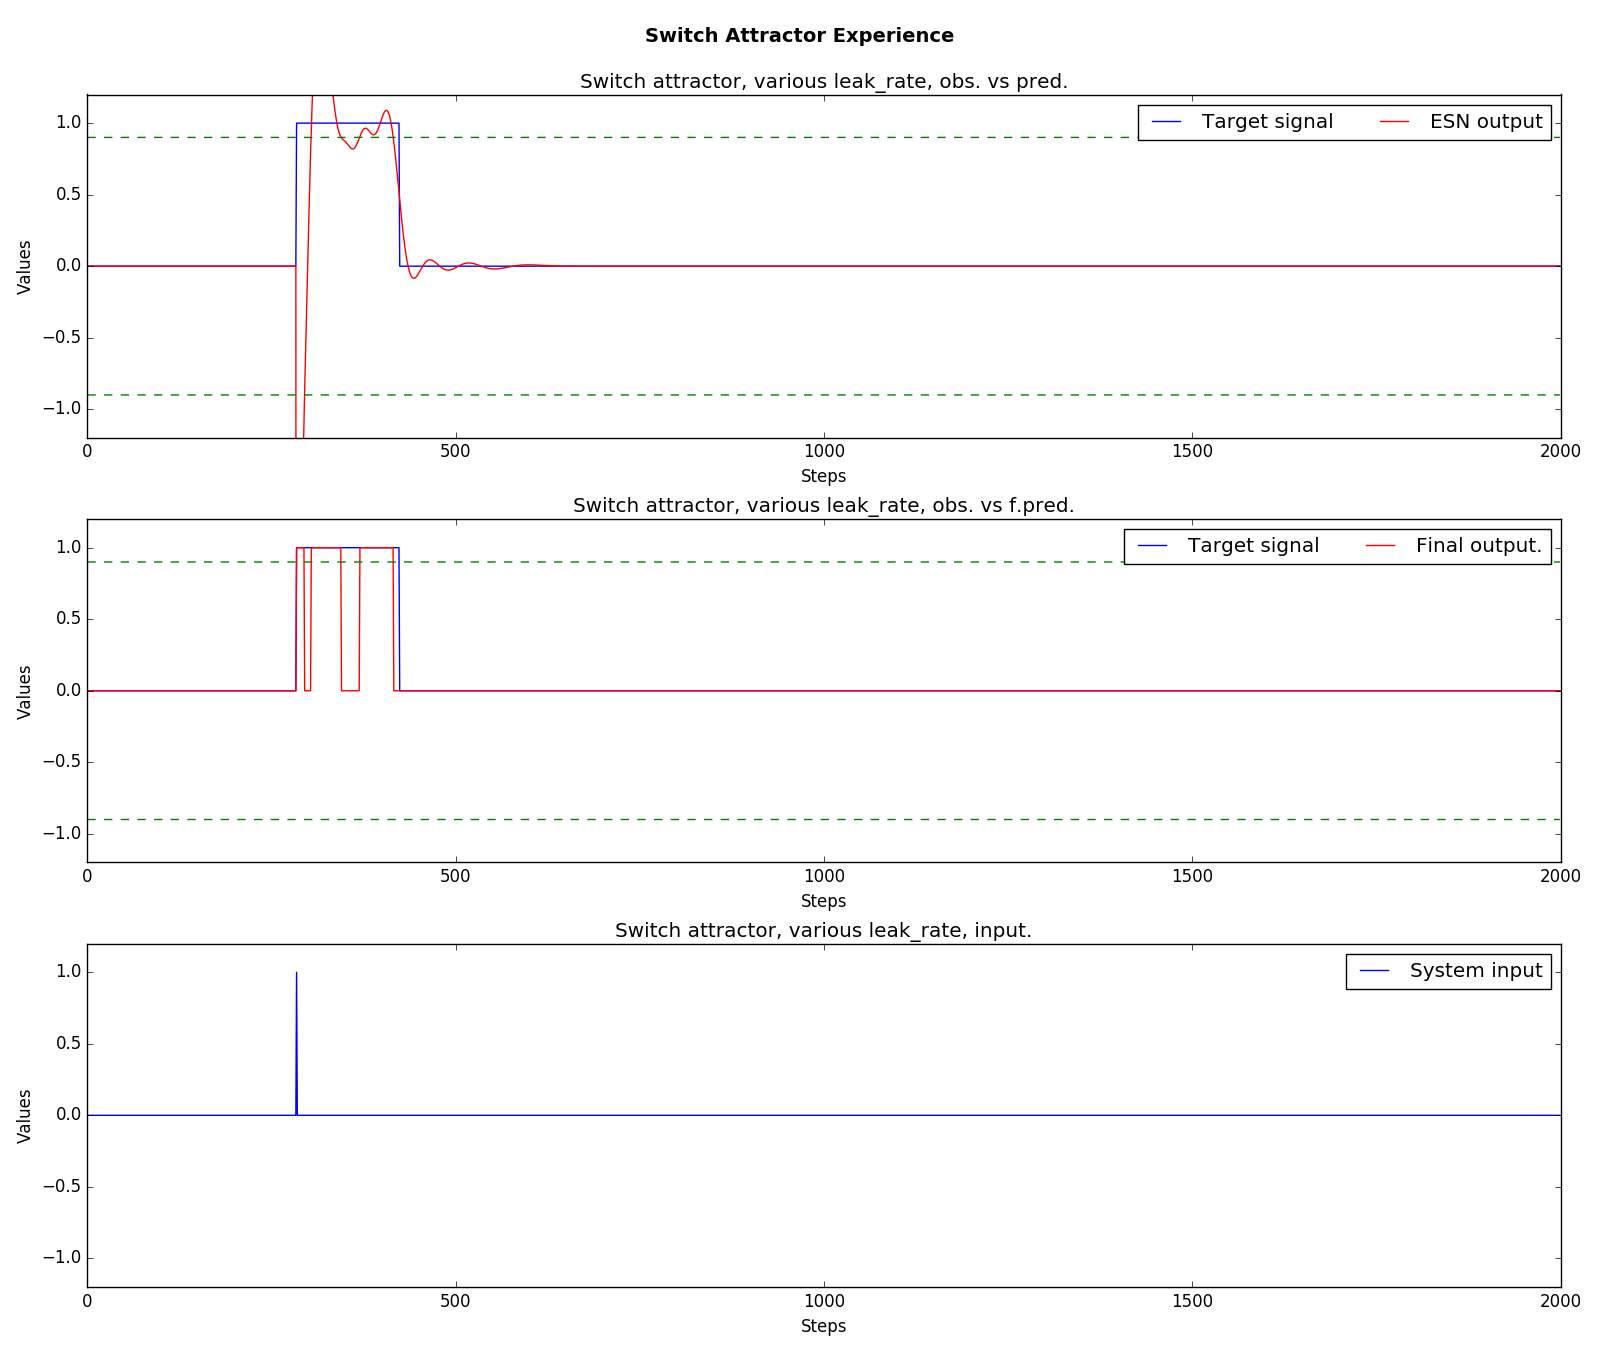 Switch Attractor Experience
Switch attractor, various leak_rate, obs. vs pred.
Target signal ESN output
1.0
0.5
0.0
−0.5
−1.0
Values
0 500 1000 1500 2000
Steps
Switch attractor, various leak_rate, obs. vs f.pred.
Target signal Final output.
1.0
0.5
0.0
−0.5
−1.0
Values
0 500 1000 1500 2000
Steps
Switch attractor, various leak_rate, input.
System input
1.0
0.5
0.0
−0.5
−1.0
Values
0 500 1000 1500 2000
Steps